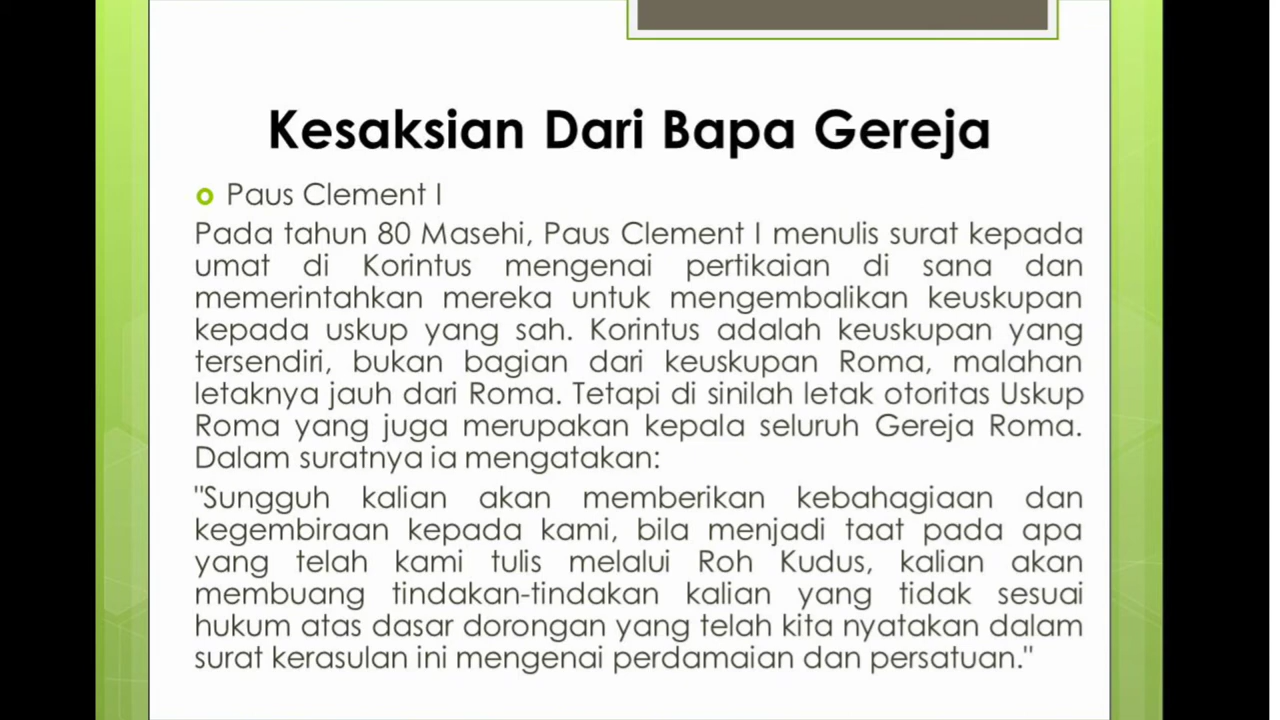 Kesaksian Dari Bapa Gereja
Paus Clement I
Pada tahun 80 Masehi, Paus Clement I menulis surat kepada
umat di Korintus mengenai pertikaian di sana dan
memerintahkan mereka untuk mengembalikan keuskupan
kepada uskup yang sah. Korintus adalah keuskupan yang
tersendiri, bukan bagian dari keuskupan Roma, malahan
letaknya jauh dari Roma. Tetapi di sinilah letak otoritas Uskup
Roma yang juga merupakan kepala seluruh Gereja Roma.
Dalam suratnya ia mengatakan:
"Sungguh kalian akan memberikan kebahagiaan dan
kegembiraan kepada kami, bila menjadi taat pada apa
yang telah kami tulis melalui Roh Kudus, kalian akan
membuang tindakan-tindakan kalian yang tidak sesuai
hukum atas dasar dorongan yang telah kita nyatakan dalam
surat kerasulan ini mengenai perdamaian dan persatuan."